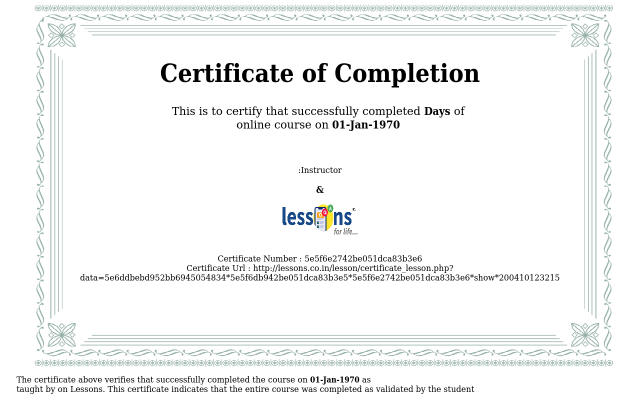 Certificate of Completion
This is to certify that successfully completed Days of
online course on 01-Jan-1970
:Instructor
&
lessons
for life...
Certificate Number : 5e5f6e2742be051dca83b3e6
Certificate Url : http://lessons.co.in/lesson/certificate_lesson.php?
data=5e6ddbebd952bb6945054834*5e5f6db942be051dca83b3e5*5e5f6e2742be051dca83b3e6*show*200410123215
The certificate above verifies that successfully completed the course on 01-Jan-1970 as
taught by on Lessons. This certificate indicates that the entire course was completed as validated by the student